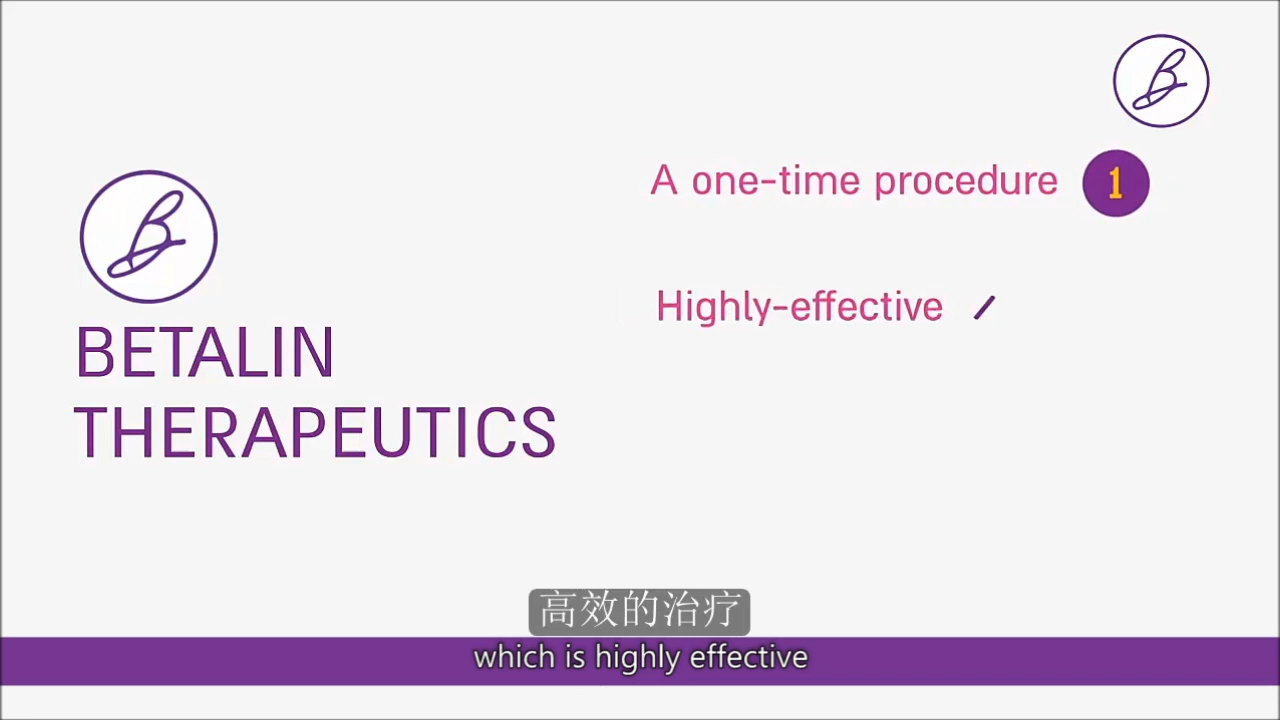 BETALIN
THERAPEUTICS
A one-time procedure 1
Highly-effective
高效的治疗
which is highly effective